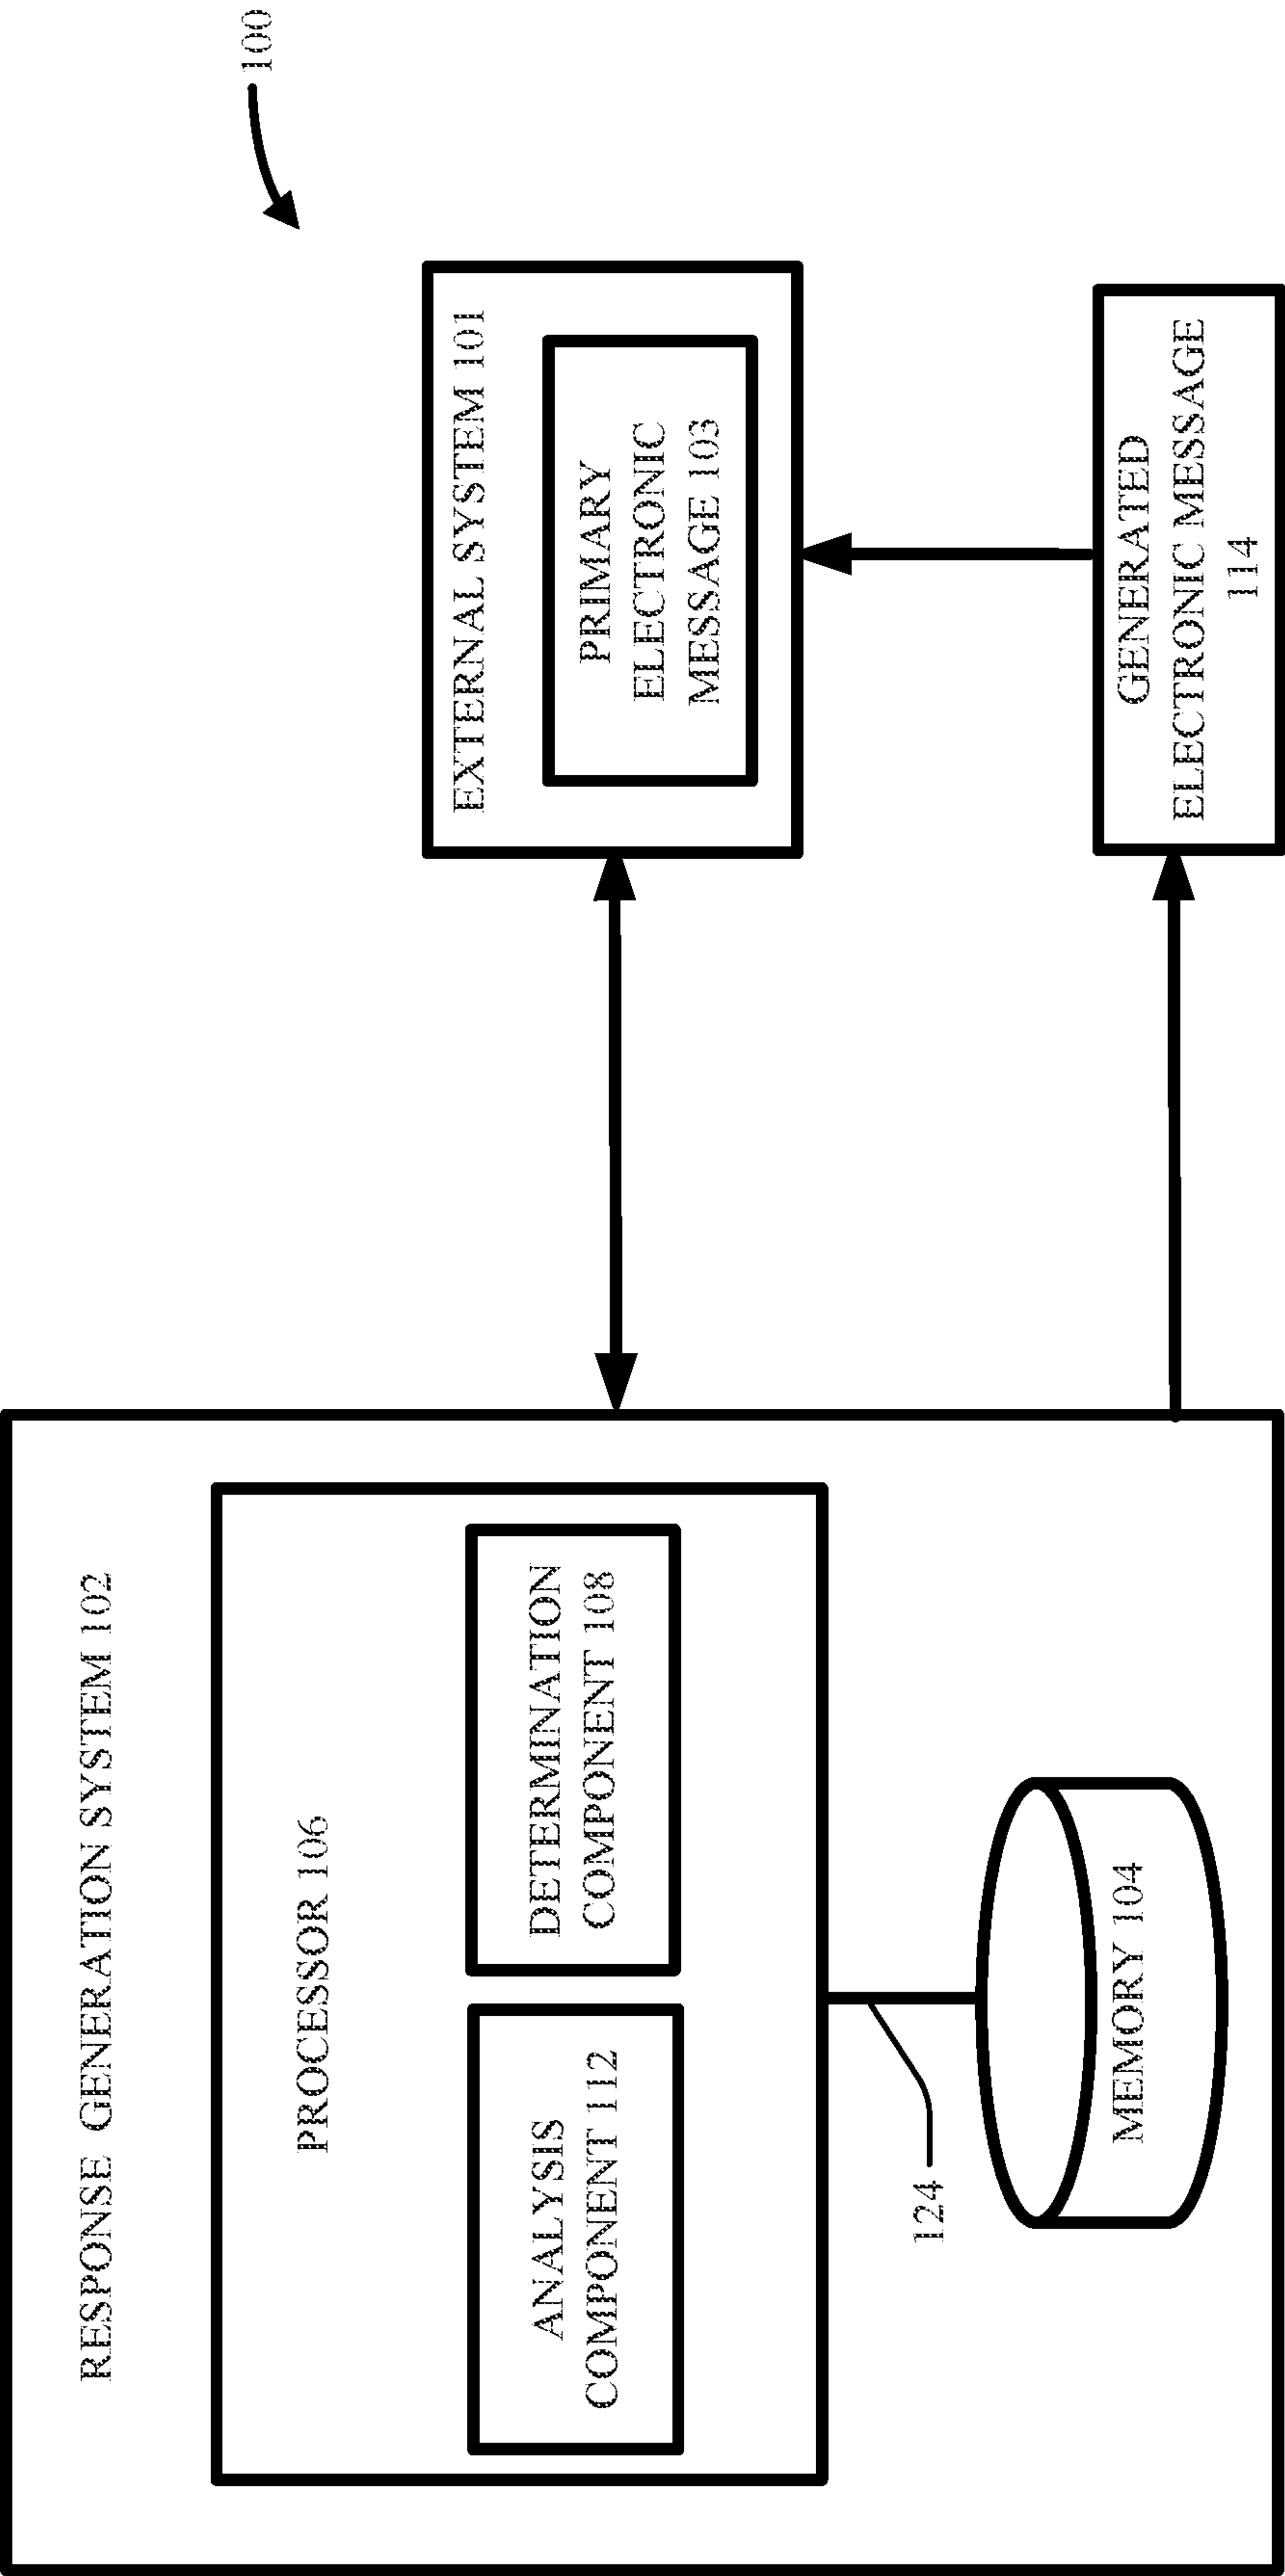 100
RESPONSE GENERATION SYSTEM 102
PROCESSOR 106
ANALYSIS
COMPONENT 112
DETERMINATION
COMPONENT 108
124
MEMORY 104
EXTERNAL SYSTEM 101
PRIMARY
ELECTRONIC
MESSAGE 103
GENERATED
ELECTRONIC MESSAGE
114